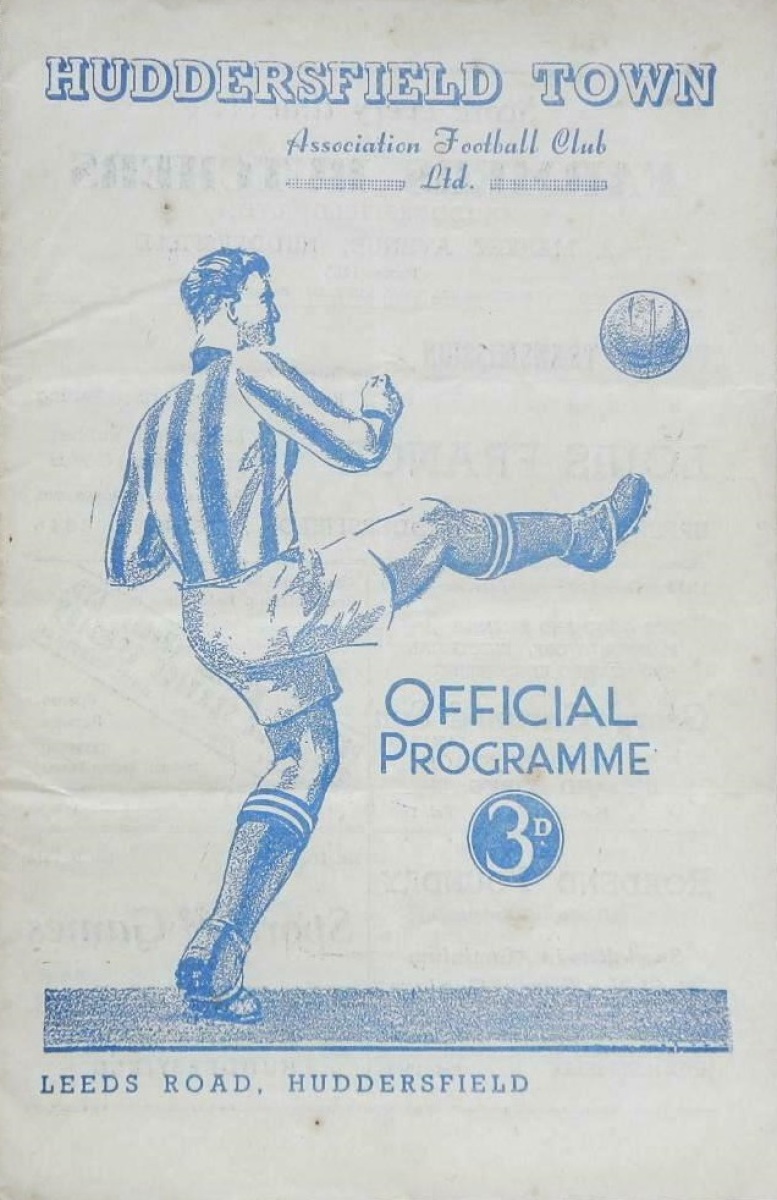 HUDDERSFIELD TOWN
Association Football Club
Ltd.
OFFICIAL
PROGRAMME
3D.
LEEDS ROAD, HUDDERSFIELD